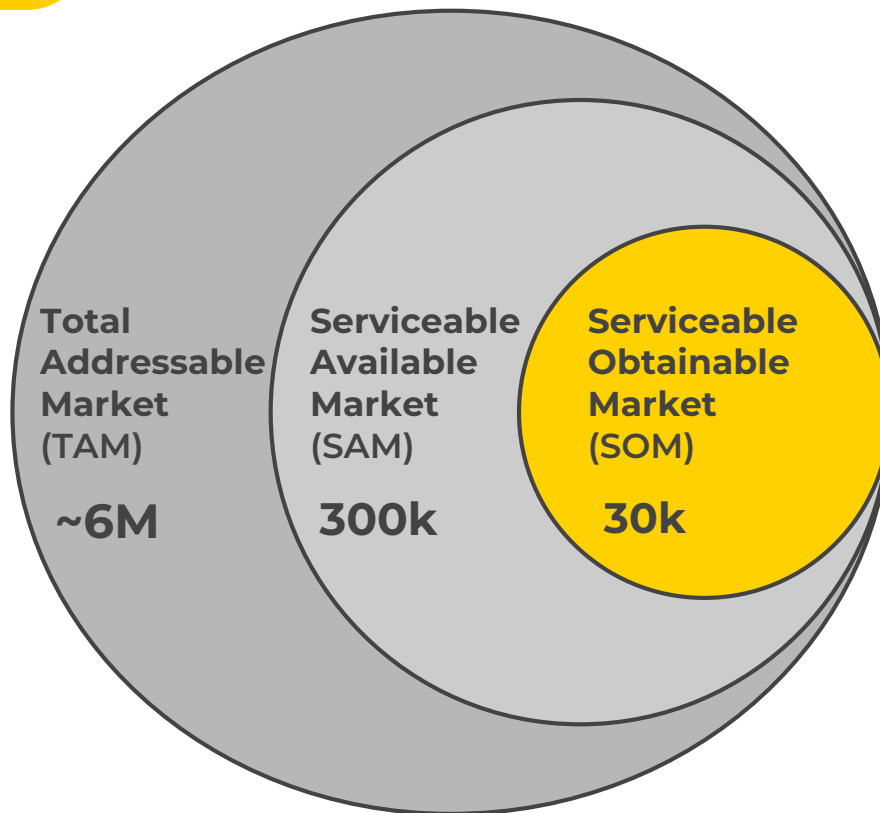 Total
Addressable
Market
(TAM)
~6M
Serviceable
Available
Market
(SAM)
300k
Serviceable
Obtainable
Market
(SOM)
30k